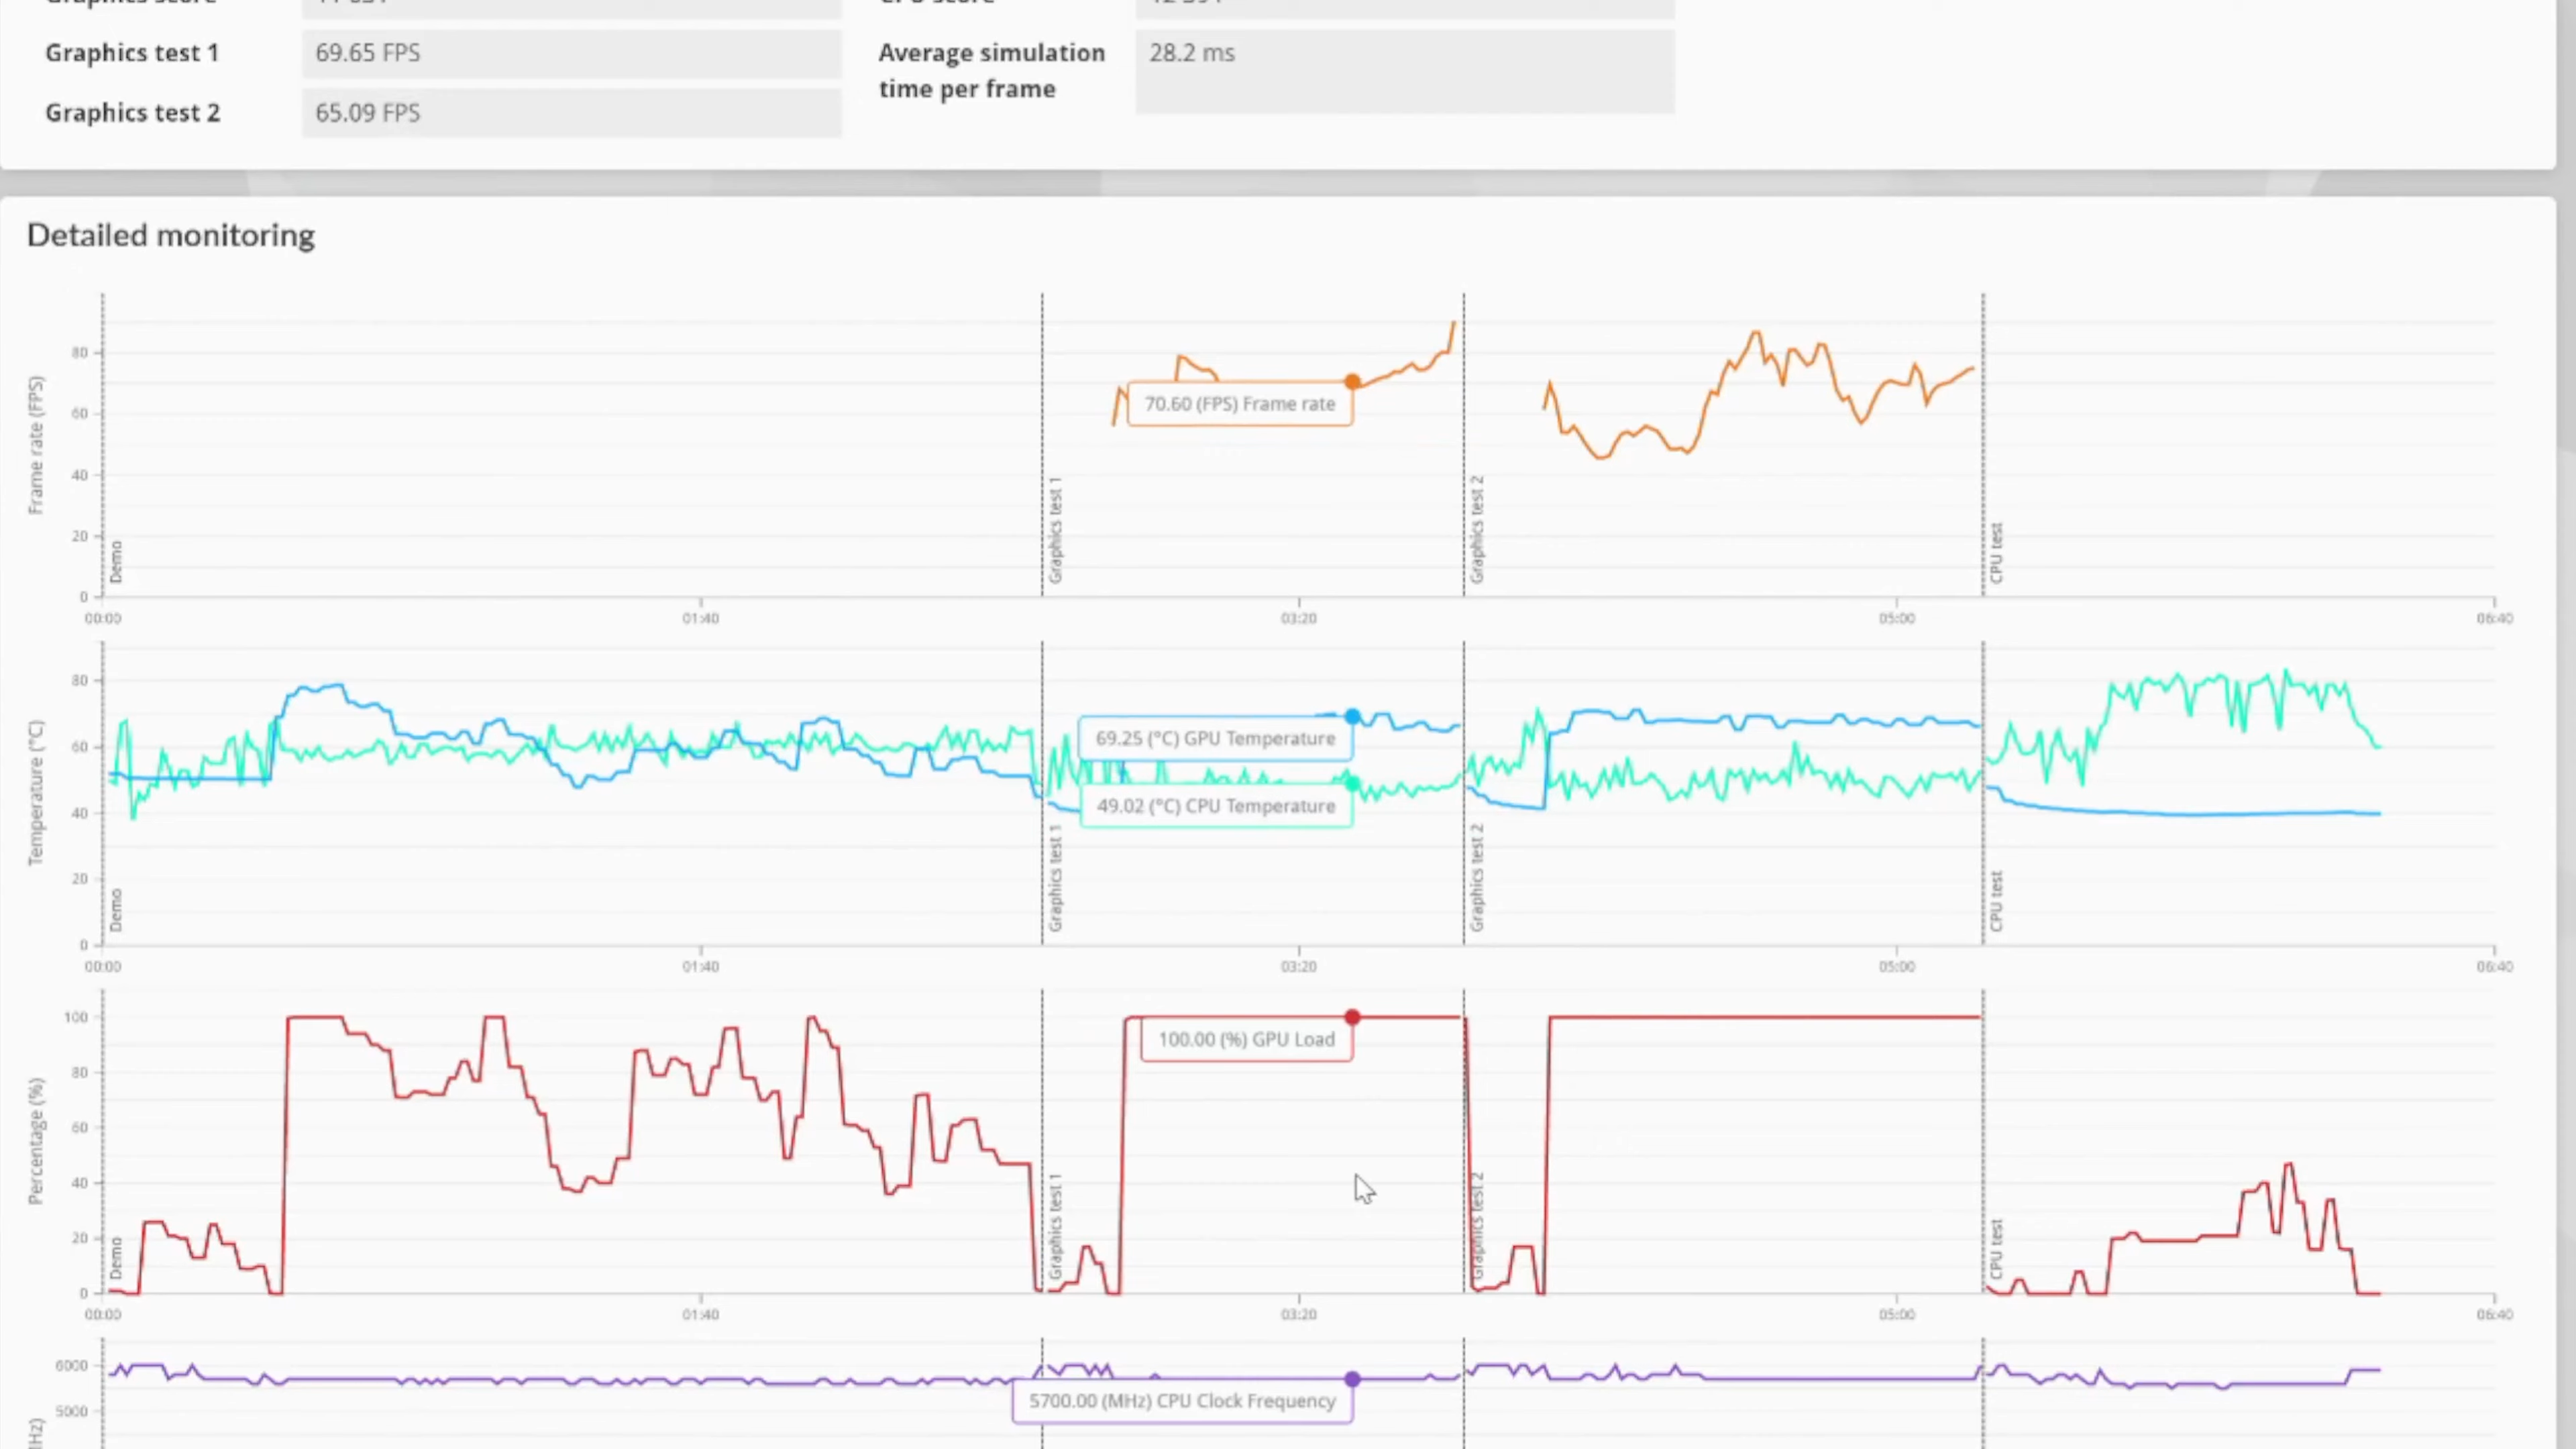 Graphics score
CPU score
Graphics test 1
69.65 FPS
Average simulation
time per frame
28.2 ms
Graphics test 2
65.09 FPS
Detailed monitoring
Frame rate (FPS)
80
60
40
20
0
Demo
Graphics test 1
Graphics test 2
CPU test
70.60 (FPS) Frame rate
00:00
01:40
03:20
05:00
06:40
Temperature (°C)
80
60
40
20
0
Demo
Graphics test 1
Graphics test 2
CPU test
69.25 (°C) GPU Temperature
49.02 (°C) CPU Temperature
00:00
01:40
03:20
05:00
06:40
Percentage (%)
100
80
60
40
20
0
Demo
Graphics test 1
Graphics test 2
CPU test
100.00 (%) GPU Load
00:00
01:40
03:20
05:00
06:40
6000
5000
5700.00 (MHz) CPU Clock Frequency